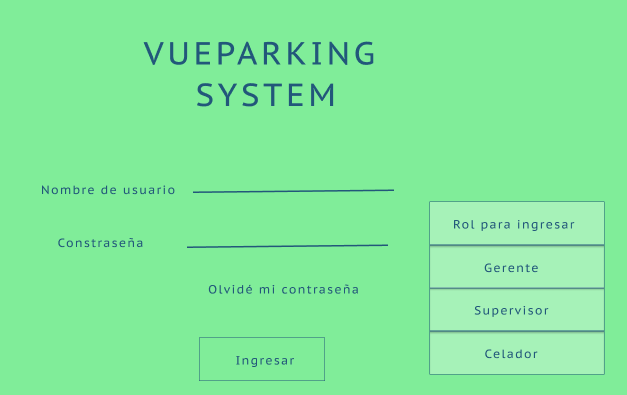 VUEPARKING
SYSTEM
Nombre de usuario
Constraseña
Olvidé mi contraseña
Ingresar
Rol para ingresar
Gerente
Supervisor
Celador